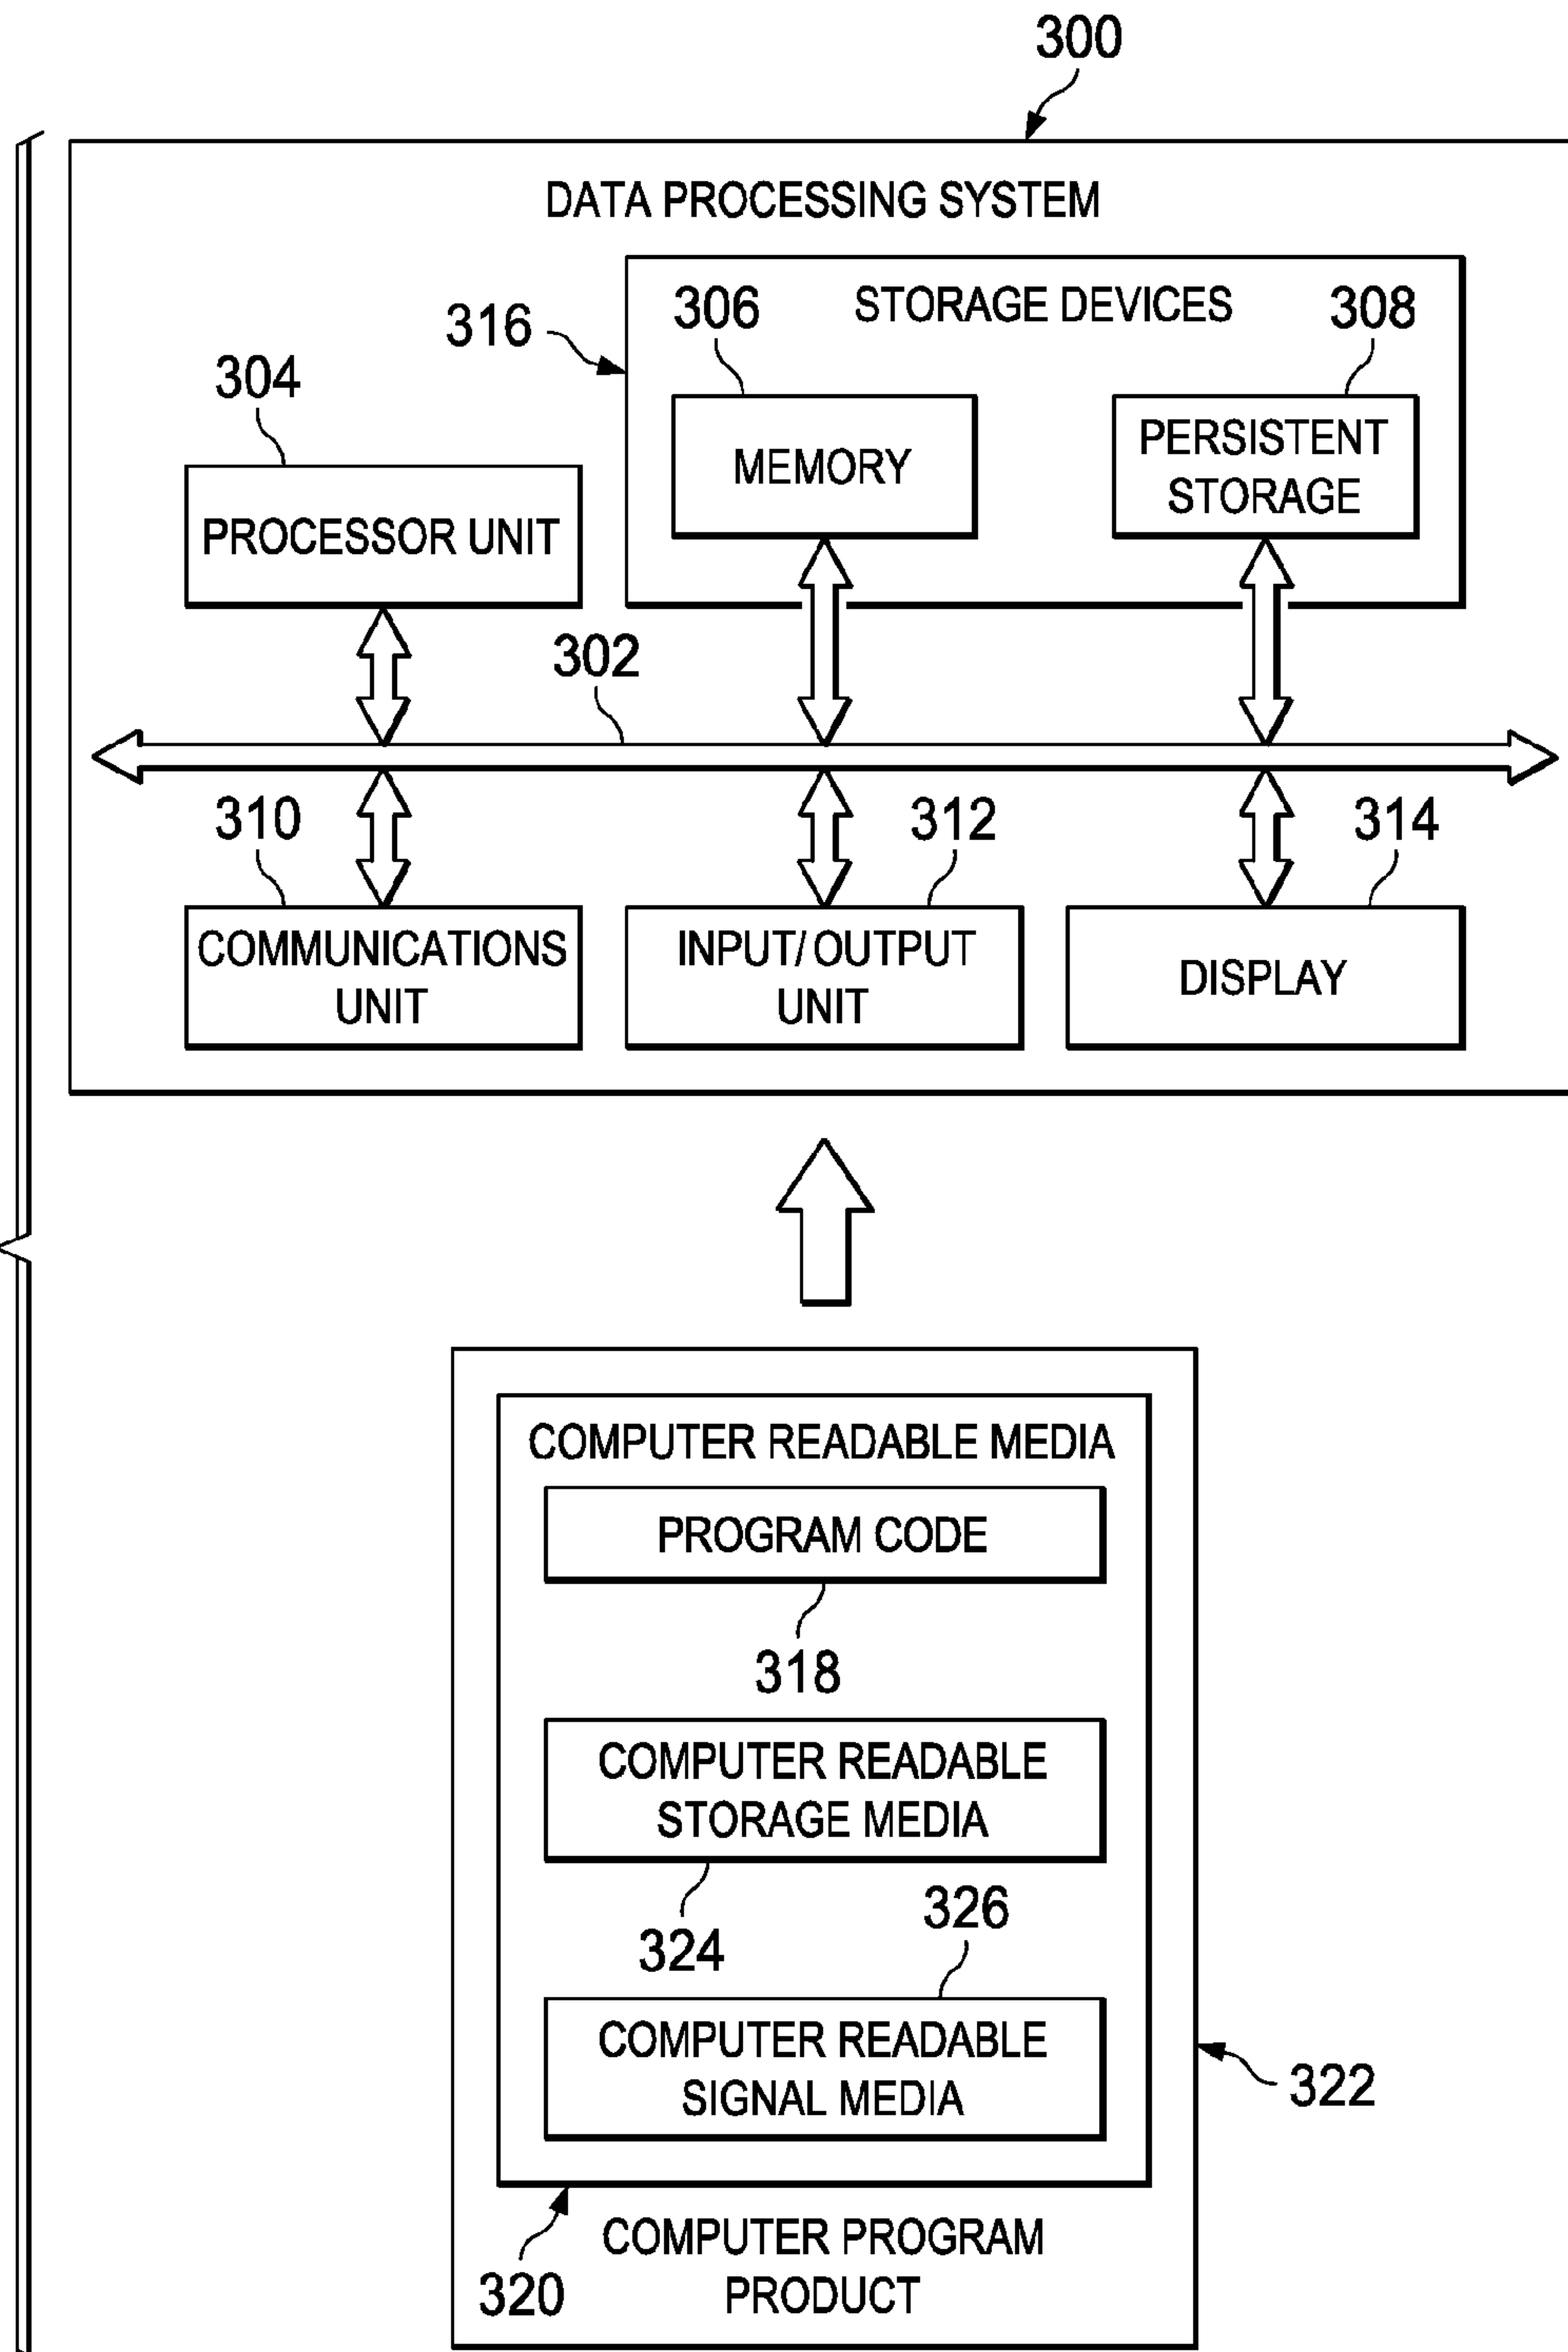 300
DATA PROCESSING SYSTEM
316
306
STORAGE DEVICES
308
304
MEMORY
PERSISTENT
STORAGE
PROCESSOR UNIT
302
310
312
314
COMMUNICATIONS
UNIT
INPUT/OUTPUT
UNIT
DISPLAY
COMPUTER READABLE MEDIA
PROGRAM CODE
318
COMPUTER READABLE
STORAGE MEDIA
324
326
COMPUTER READABLE
SIGNAL MEDIA
322
320
COMPUTER PROGRAM
PRODUCT